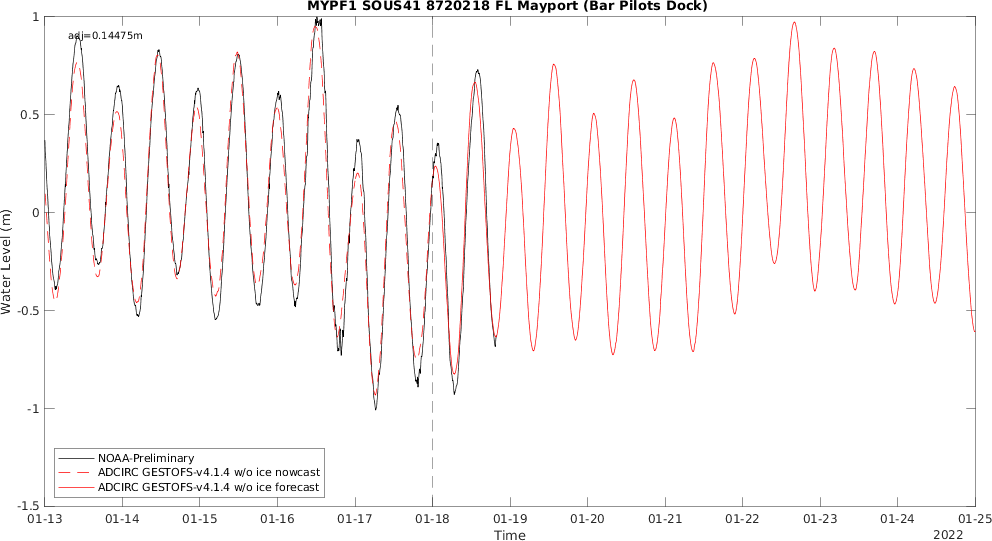 MYPF1 SOUS41 8720218 FL Mayport (Bar Pilots Dock)
adj=0.14475m
1
0.5
0
-0.5
-1
-1.5
Water Level (m)
NOAA-Preliminary
ADCIRC GESTOFS-v4.1.4 w/o ice nowcast
ADCIRC GESTOFS-v4.1.4 w/o ice forecast
01-13 01-14 01-15 01-16 01-17 01-18 01-19 01-20 01-21 01-22 01-23 01-24 01-25
Time
2022